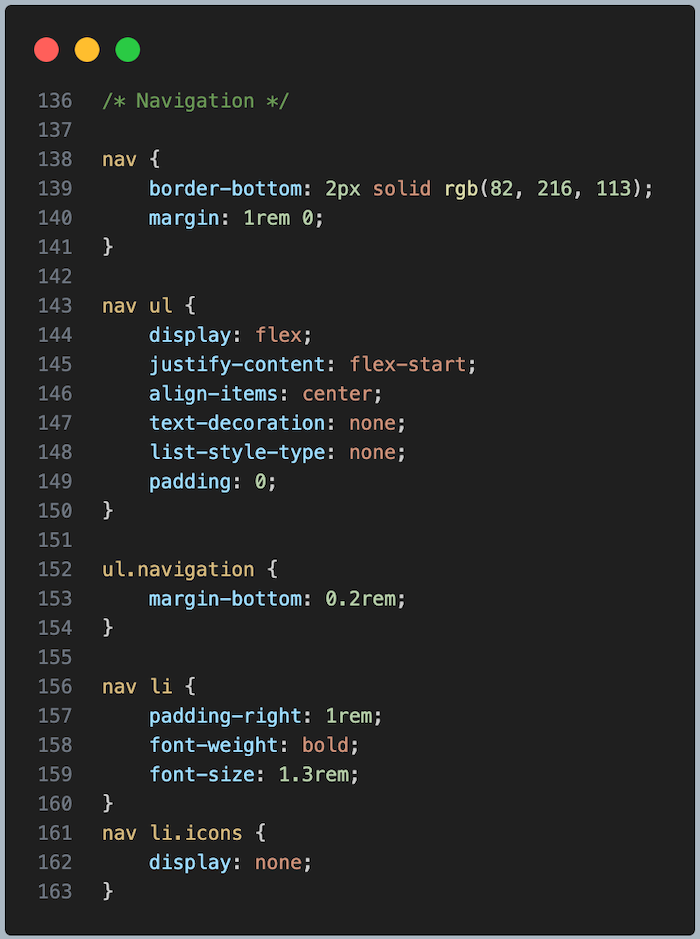 136 /* Navigation */
137
138 nav {
139     border-bottom: 2px solid rgb(82, 216, 113);
140     margin: 1rem 0;
141 }
142
143 nav ul {
144     display: flex;
145     justify-content: flex-start;
146     align-items: center;
147     text-decoration: none;
148     list-style-type: none;
149     padding: 0;
150 }
151
152 ul.navigation {
153     margin-bottom: 0.2rem;
154 }
155
156 nav li {
157     padding-right: 1rem;
158     font-weight: bold;
159     font-size: 1.3rem;
160 }
161 nav li.icons {
162     display: none;
163 }